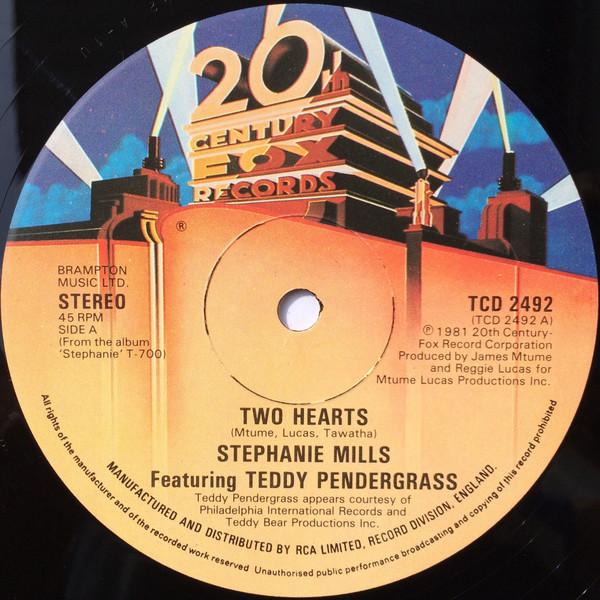 20th
CENTURY
FOX
RECORDS
®
BRAMPTON
MUSIC LTD.
STEREO
45 RPM
SIDE A
(From the album
'Stephanie' T-700)
TCD 2492
(TCD 2492 A)
℗ 1981 20th Century-
Fox Record Corporation
Produced by James Mtume
and Reggie Lucas for
Mtume Lucas Productions Inc.
TWO HEARTS
(Mtume, Lucas, Tawatha)
STEPHANIE MILLS
Featuring TEDDY PENDERGRASS
Teddy Pendergrass appears courtesy of
Philadelphia International Records and
Teddy Bear Productions Inc.
MANUFACTURED AND DISTRIBUTED BY RCA LIMITED, RECORD DIVISION, ENGLAND.
All rights of the manufacturer and of the recorded work reserved Unauthorised public performance broadcasting and copying of this record prohibited